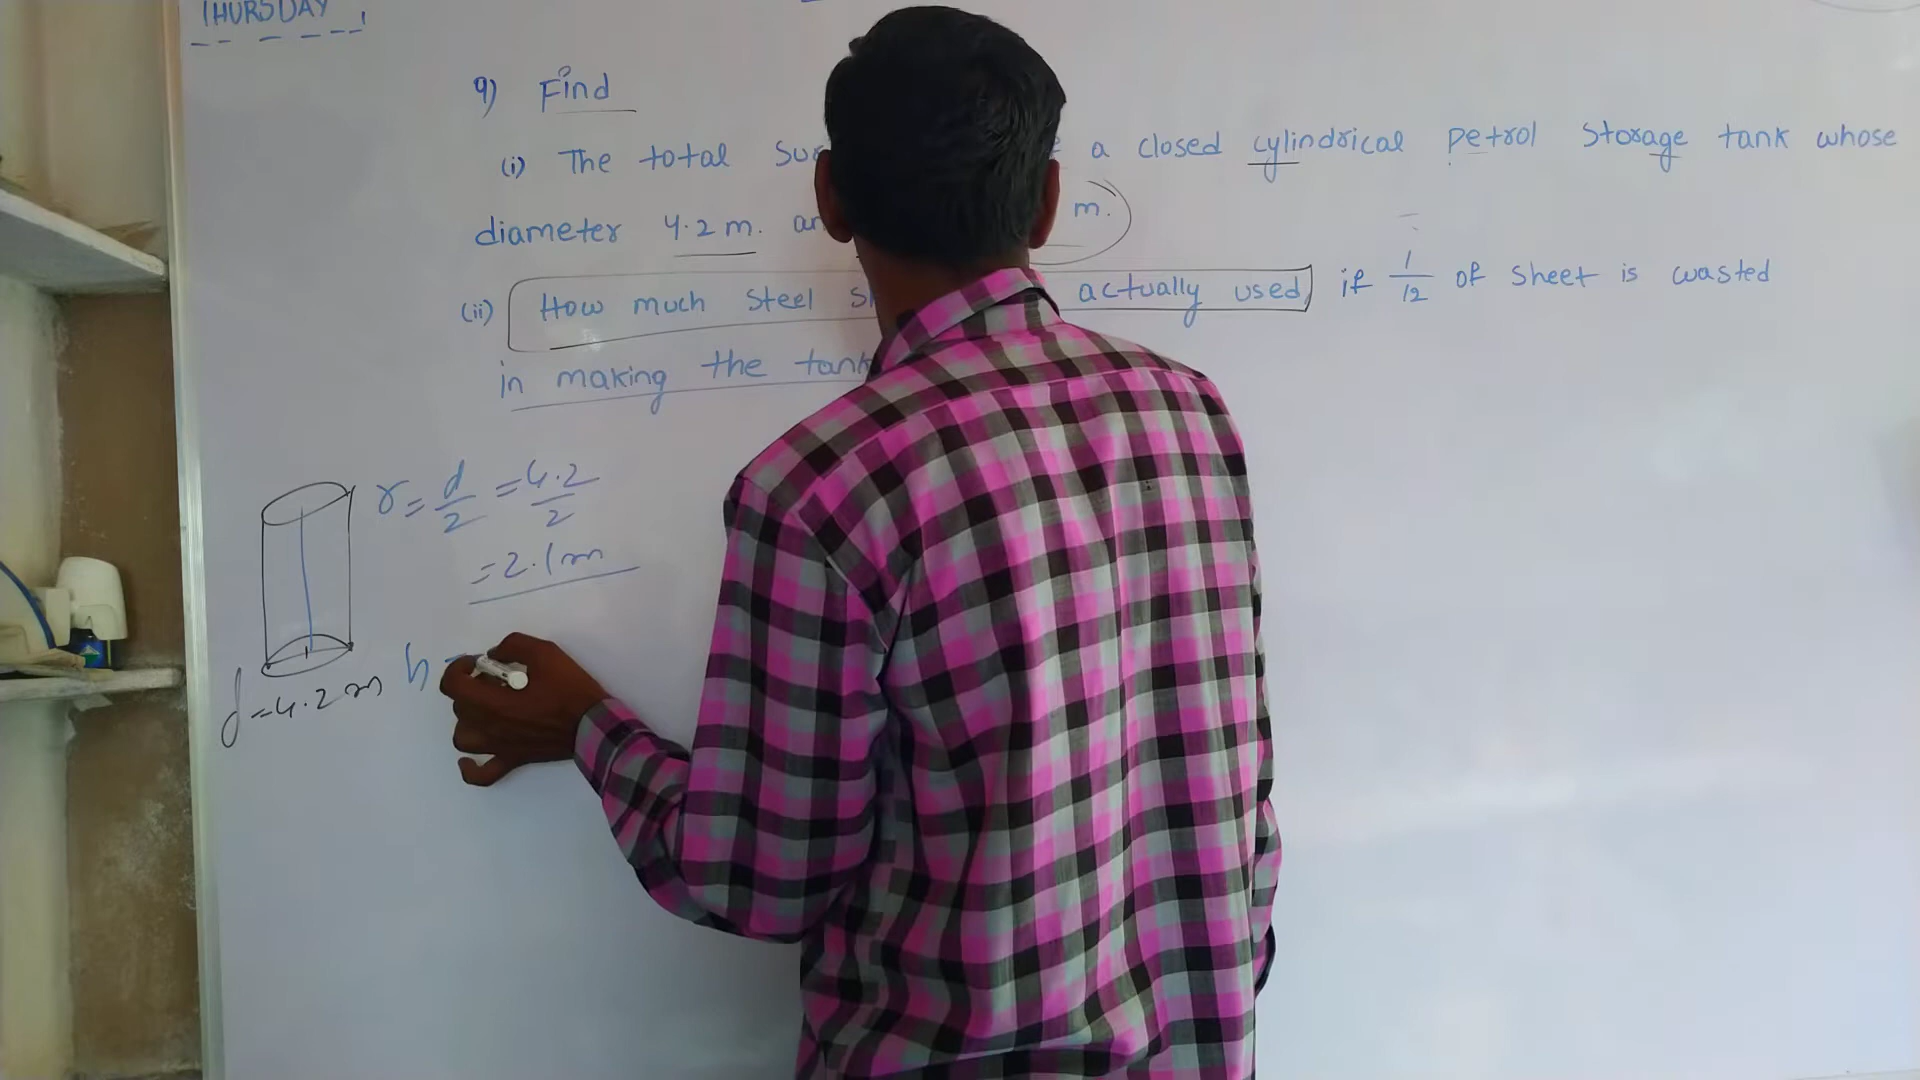 THURSDAY
9) Find
(i) The total a closed cylindrical petrol storage tank whose
diameter 4.2 m. m.
(ii) How much steel actually used, if 1/12 of sheet is wasted
in making the tank
r = d/2 = 4.2/2
= 2.1 m
h =
d = 4.2 m